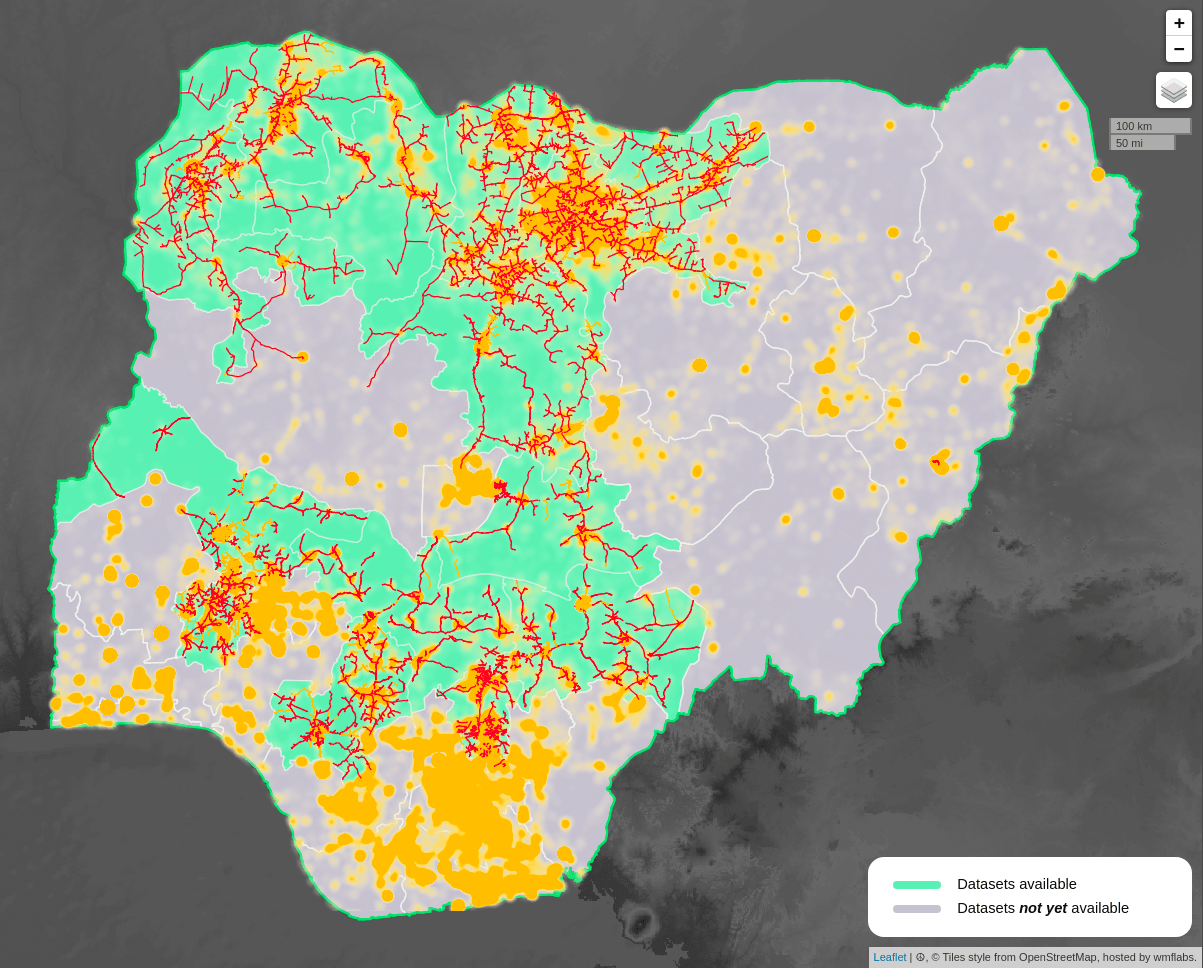 +
−
100 km
50 mi
Datasets available
Datasets not yet available
Leaflet | ☮, © Tiles style from OpenStreetMap, hosted by wmflabs.